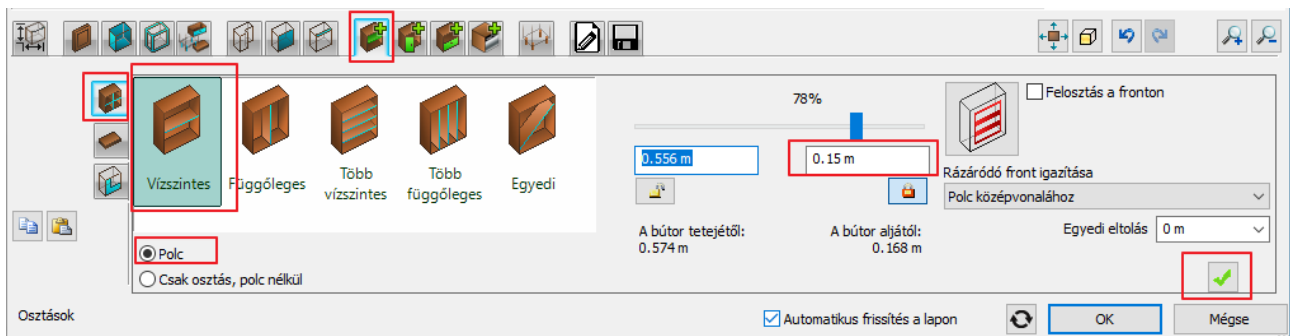 78%
Felosztás a fronton
0.556 m
0.15 m
Rázáródó front igazítása
Vízszintes
Függőleges
Több
vízszintes
Több
függőleges
Egyedi
Polc középvonalához
A bútor tetejétől:
0.574 m
A bútor aljától:
0.168 m
Egyedi eltolás
0 m
Polc
Csak osztás, polc nélkül
Osztások
Automatikus frissítés a lapon
OK
Mégse